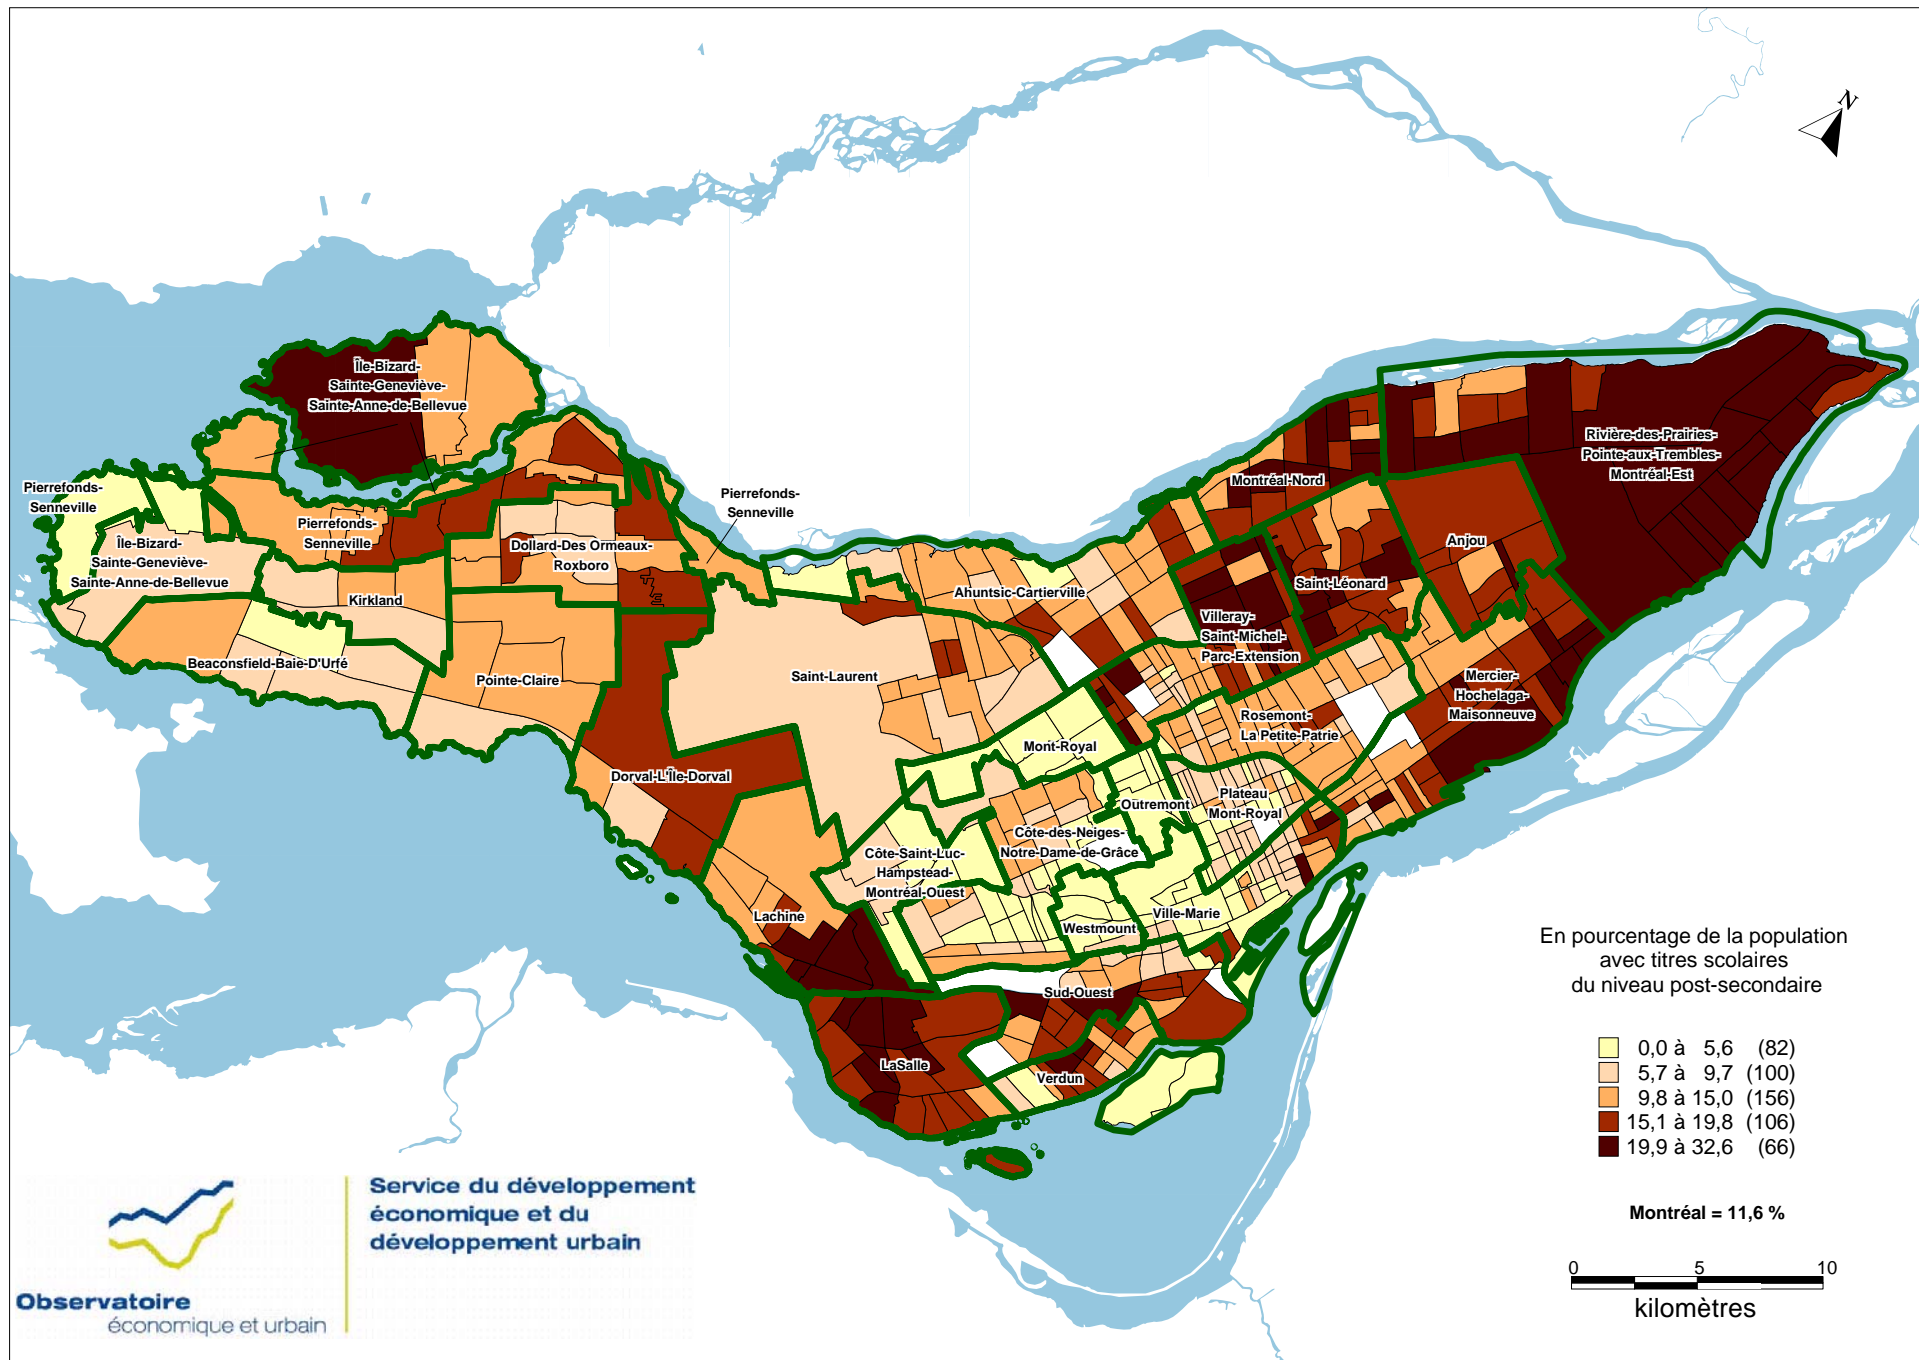 N
Île-Bizard-
Sainte-Geneviève-
Sainte-Anne-de-Bellevue
Pierrefonds-
Senneville
Île-Bizard-
Sainte-Geneviève-
Sainte-Anne-de-Bellevue
Pierrefonds-
Senneville
Pierrefonds-
Senneville
Dollard-Des Ormeaux-
Roxboro
Kirkland
Beaconsfield-Baie-D'Urfé
Pointe-Claire
Dorval-L'Île-Dorval
Saint-Laurent
Ahuntsic-Cartierville
Montréal-Nord
Rivière-des-Prairies-
Pointe-aux-Trembles-
Montréal-Est
Anjou
Saint-Léonard
Villeray-
Saint-Michel-
Parc-Extension
Mercier-
Hochelaga-
Maisonneuve
Rosemont-
La Petite-Patrie
Mont-Royal
Outremont
Plateau
Mont-Royal
Côte-des-Neiges-
Notre-Dame-de-Grâce
Côte-Saint-Luc-
Hampstead-
Montréal-Ouest
Lachine
Westmount
Ville-Marie
Sud-Ouest
LaSalle
Verdun
En pourcentage de la population
avec titres scolaires
du niveau post-secondaire
0,0 à 5,6 (82)
5,7 à 9,7 (100)
9,8 à 15,0 (156)
15,1 à 19,8 (106)
19,9 à 32,6 (66)
Montréal = 11,6 %
0 5 10
kilomètres
Service du développement
économique et du
développement urbain
Observatoire
économique et urbain